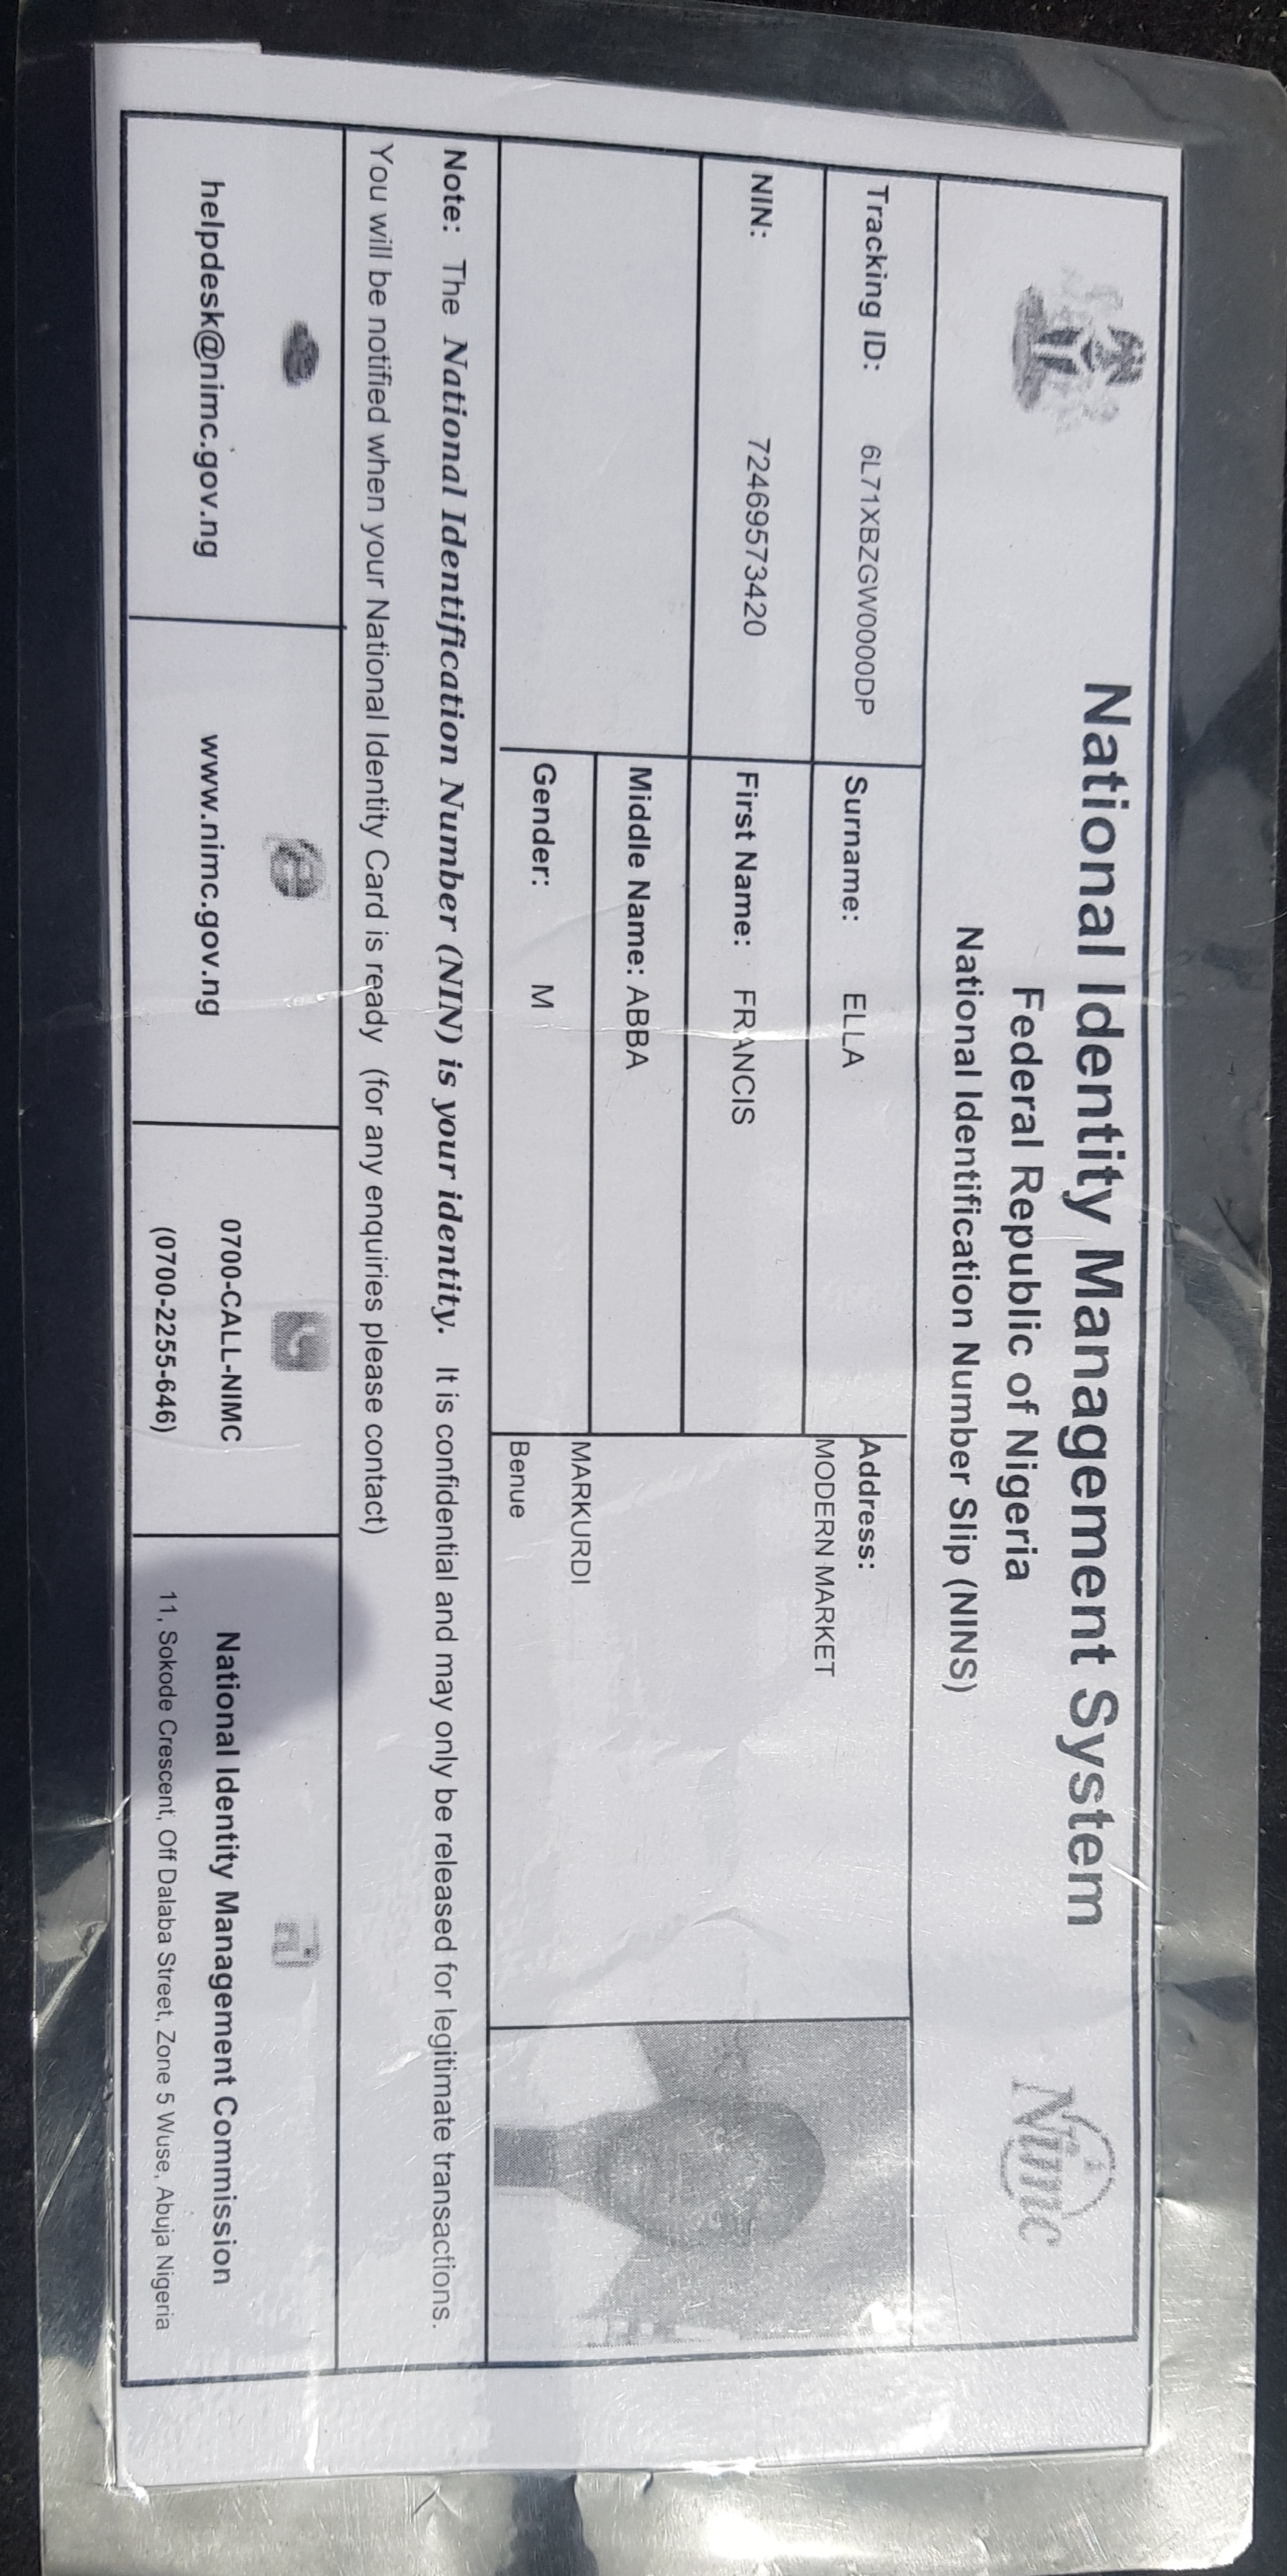 National Identity Management System
Federal Republic of Nigeria
National Identification Number Slip (NINS)
Nimc
Tracking ID: 6L71XBZGW0000DP
Surname: ELLA
Address:
MODERN MARKET
NIN: 72469573420
First Name: FRANCIS
Middle Name: ABBA
MARKURDI
Gender: M
Benue
Note: The National Identification Number (NIN) is your identity. It is confidential and may only be released for legitimate transactions.
You will be notified when your National Identity Card is ready (for any enquiries please contact)
helpdesk@nimc.gov.ng
www.nimc.gov.ng
0700-CALL-NIMC
(0700-2255-646)
National Identity Management Commission
11, Sokode Crescent, Off Dalaba Street, Zone 5 Wuse, Abuja Nigeria